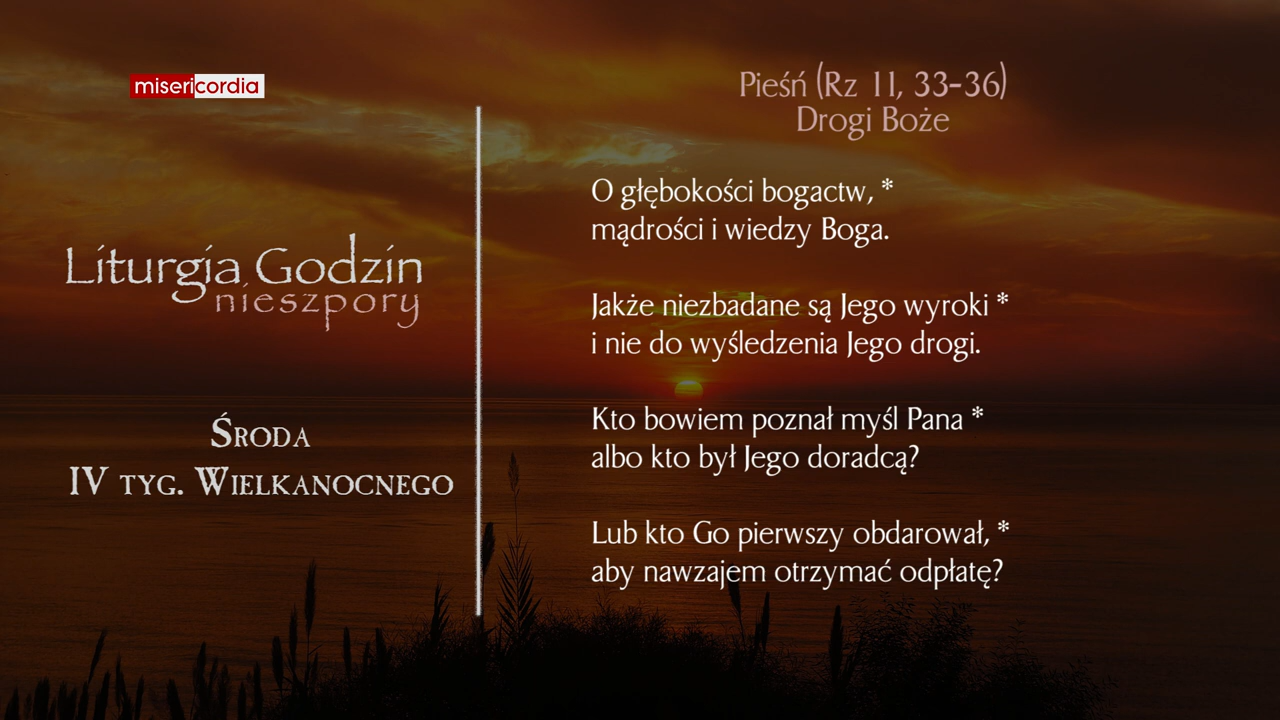 misericordia
Liturgia Godzin
nieszpory
Środa
IV tyg. Wielkanocnego
Pieśń (Rz 11, 33-36)
Drogi Boże
O głębokości bogactw, *
mądrości i wiedzy Boga.
Jakże niezbadane są Jego wyroki *
i nie do wyśledzenia Jego drogi.
Kto bowiem poznał myśl Pana *
albo kto był Jego doradcą?
Lub kto Go pierwszy obdarował, *
aby nawzajem otrzymać odpłatę?